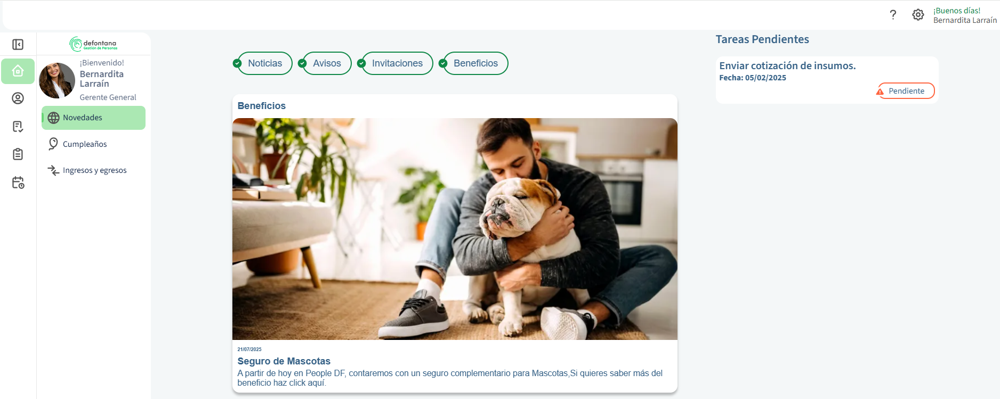 ?
¡Buenos días!
Bernardita Larraín
defontana
Gestión de Personas
¡Bienvenido!
Bernardita
Larraín
Gerente General
Novedades
Cumpleaños
Ingresos y egresos
Noticias
Avisos
Invitaciones
Beneficios
Beneficios
21/07/2025
Seguro de Mascotas
A partir de hoy en People DF, contaremos con un seguro complementario para Mascotas,Si quieres saber más del
beneficio haz click aquí.
Tareas Pendientes
Enviar cotización de insumos.
Fecha: 05/02/2025
Pendiente